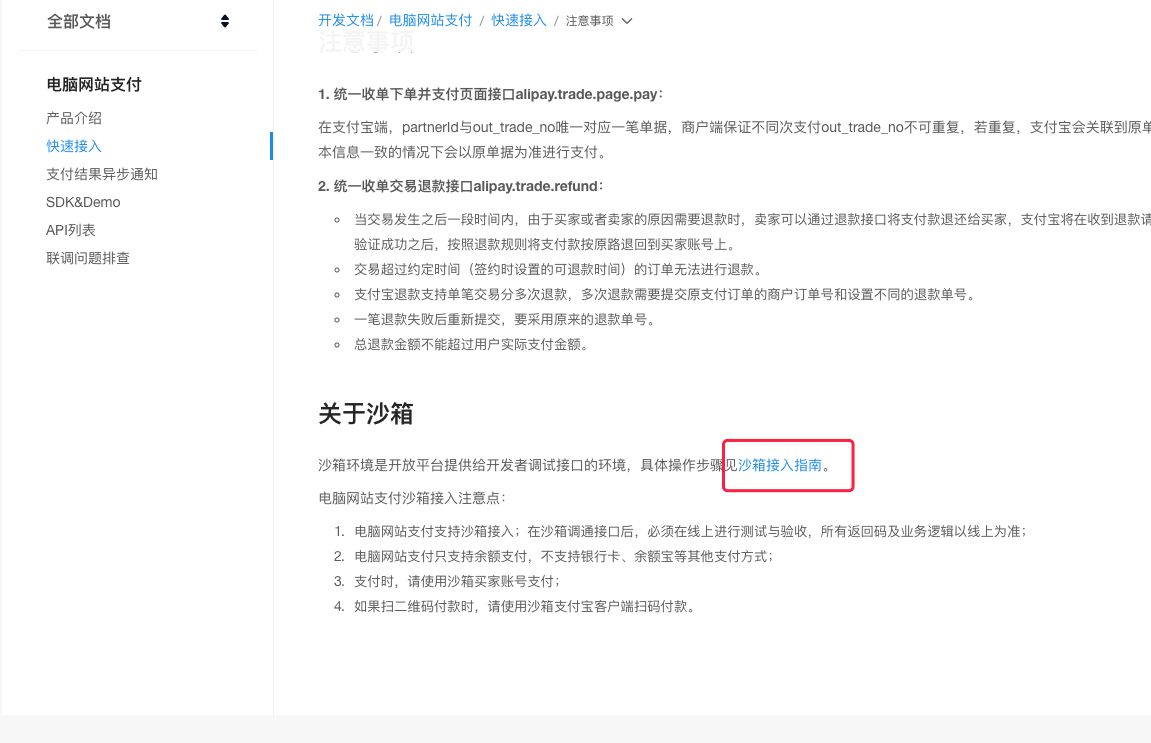 全部文档
开发文档 / 电脑网站支付 / 快速接入 / 注意事项
注意事项
电脑网站支付
产品介绍
快速接入
支付结果异步通知
SDK&Demo
API列表
联调问题排查
1. 统一收单下单并支付页面接口alipay.trade.page.pay：
在支付宝端，partnerId与out_trade_no唯一对应一笔单据，商户端保证不同次支付out_trade_no不可重复，若重复，支付宝会关联到原单
本信息一致的情况下会以原单据为准进行支付。
2. 统一收单交易退款接口alipay.trade.refund：
当交易发生之后一段时间内，由于买家或者卖家的原因需要退款时，卖家可以通过退款接口将支付款退还给买家，支付宝将在收到退款请
验证成功之后，按照退款规则将支付款按原路退回到买家账号上。
交易超过约定时间（签约时设置的可退款时间）的订单无法进行退款。
支付宝退款支持单笔交易分多次退款，多次退款需要提交原支付订单的商户订单号和设置不同的退款单号。
一笔退款失败后重新提交，要采用原来的退款单号。
总退款金额不能超过用户实际支付金额。
关于沙箱
沙箱环境是开放平台提供给开发者调试接口的环境，具体操作步骤见沙箱接入指南。
电脑网站支付沙箱接入注意点：
1. 电脑网站支付支持沙箱接入；在沙箱调通接口后，必须在线上进行测试与验收，所有返回码及业务逻辑以线上为准；
2. 电脑网站支付只支持余额支付，不支持银行卡、余额宝等其他支付方式；
3. 支付时，请使用沙箱买家账号支付；
4. 如果扫二维码付款时，请使用沙箱支付宝客户端扫码付款。